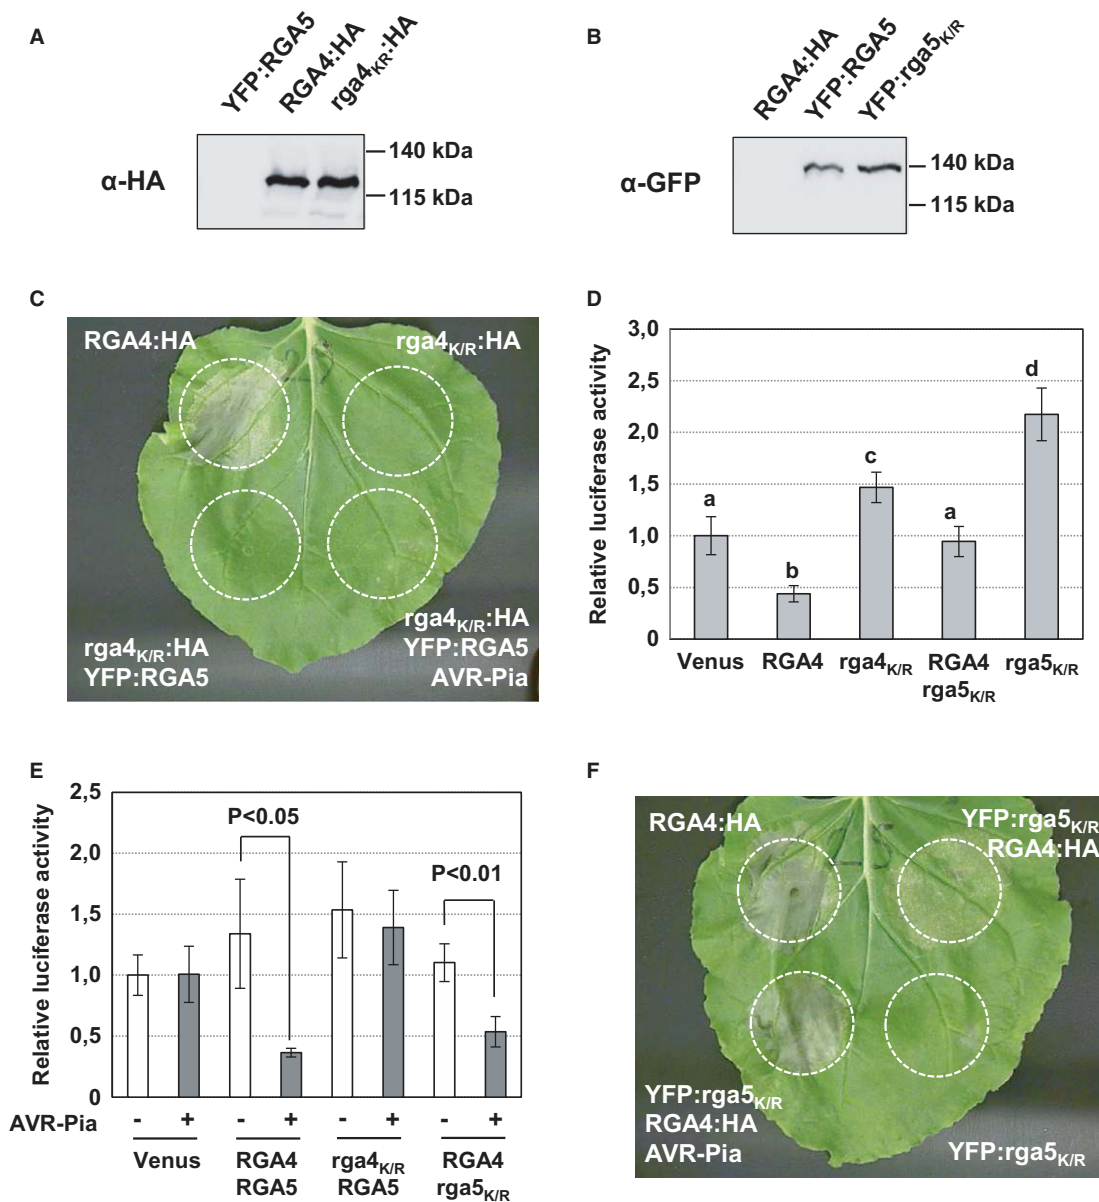 A
YFP:RGA5
RGA4:HA
rga4KR:HA
α-HA
140 kDa
115 kDa
B
RGA4:HA
YFP:RGA5
YFP:rga5K/R
α-GFP
140 kDa
115 kDa
C
RGA4:HA
rga4K/R:HA
rga4K/R:HA
YFP:RGA5
rga4K/R:HA
YFP:RGA5
AVR-Pia
D
Relative luciferase activity
3,0
2,5
2,0
1,5
1,0
0,5
0
a
b
c
a
d
Venus
RGA4
rga4K/R
RGA4
rga5K/R
rga5K/R
E
Relative luciferase activity
2,5
2,0
1,5
1,0
0,5
0
P<0.05
P<0.01
AVR-Pia - + - + - + - +
Venus
RGA4
RGA5
rga4K/R
RGA5
RGA4
rga5K/R
F
RGA4:HA
YFP:rga5K/R
RGA4:HA
YFP:rga5K/R
RGA4:HA
AVR-Pia
YFP:rga5K/R